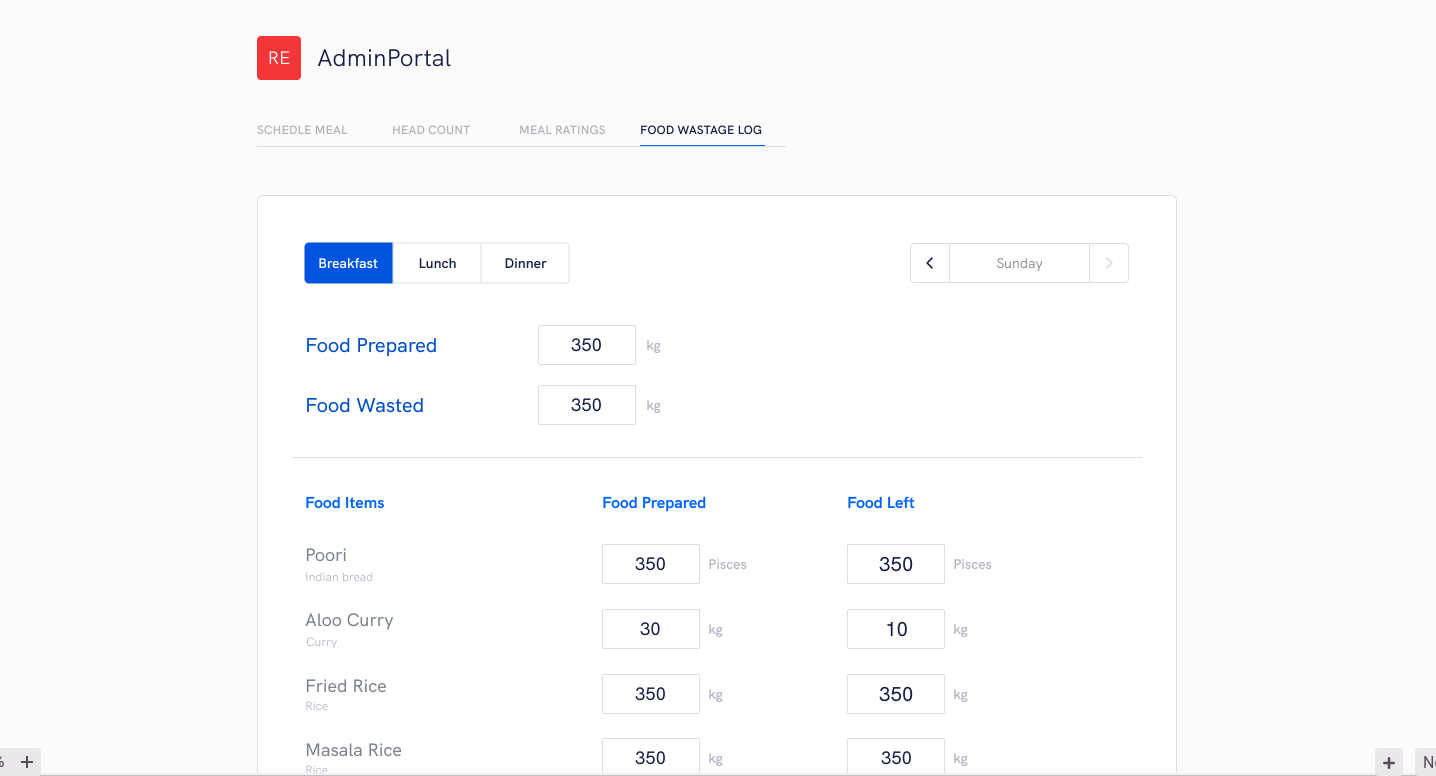 RE AdminPortal
SCHEDLE MEAL HEAD COUNT MEAL RATINGS FOOD WASTAGE LOG
Breakfast Lunch Dinner Sunday
Food Prepared 350 kg
Food Wasted 350 kg
Food Items Food Prepared Food Left
Poori 350 Pisces 350 Pisces
Indian bread
Aloo Curry 30 kg 10 kg
Curry
Fried Rice 350 kg 350 kg
Rice
Masala Rice 350 kg 350 kg
Rice